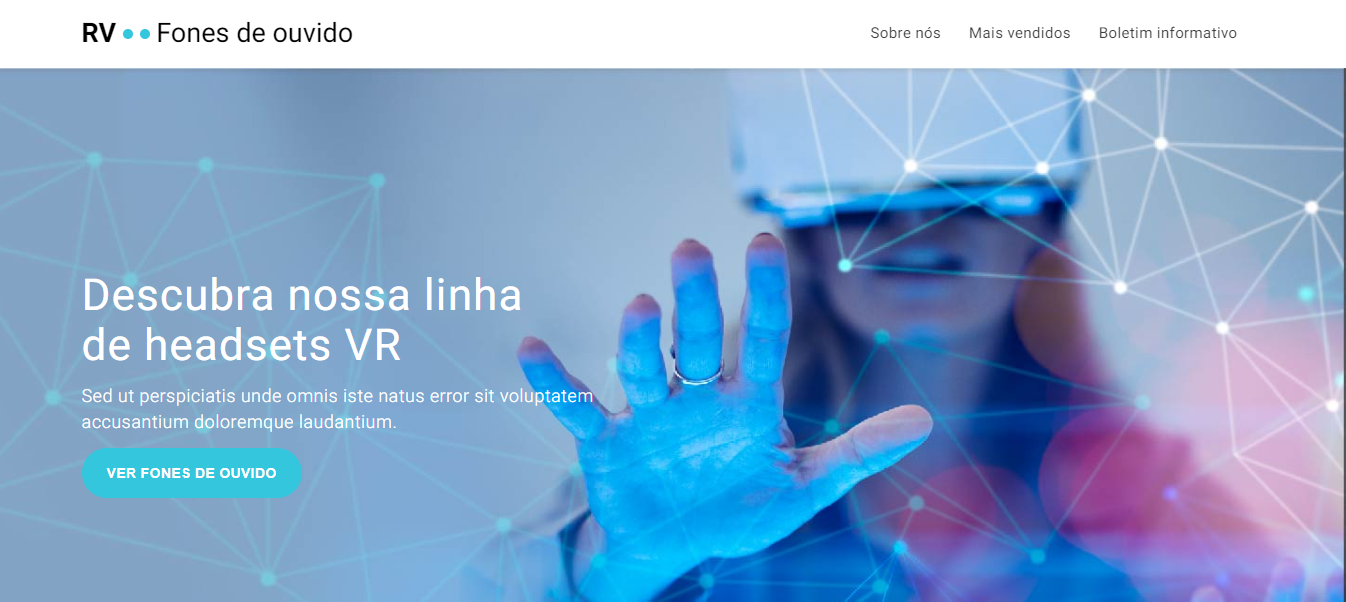 RV •• Fones de ouvido
Sobre nós Mais vendidos Boletim informativo
Descubra nossa linha
de headsets VR
Sed ut perspiciatis unde omnis iste natus error sit voluptatem
accusantium doloremque laudantium.
VER FONES DE OUVIDO